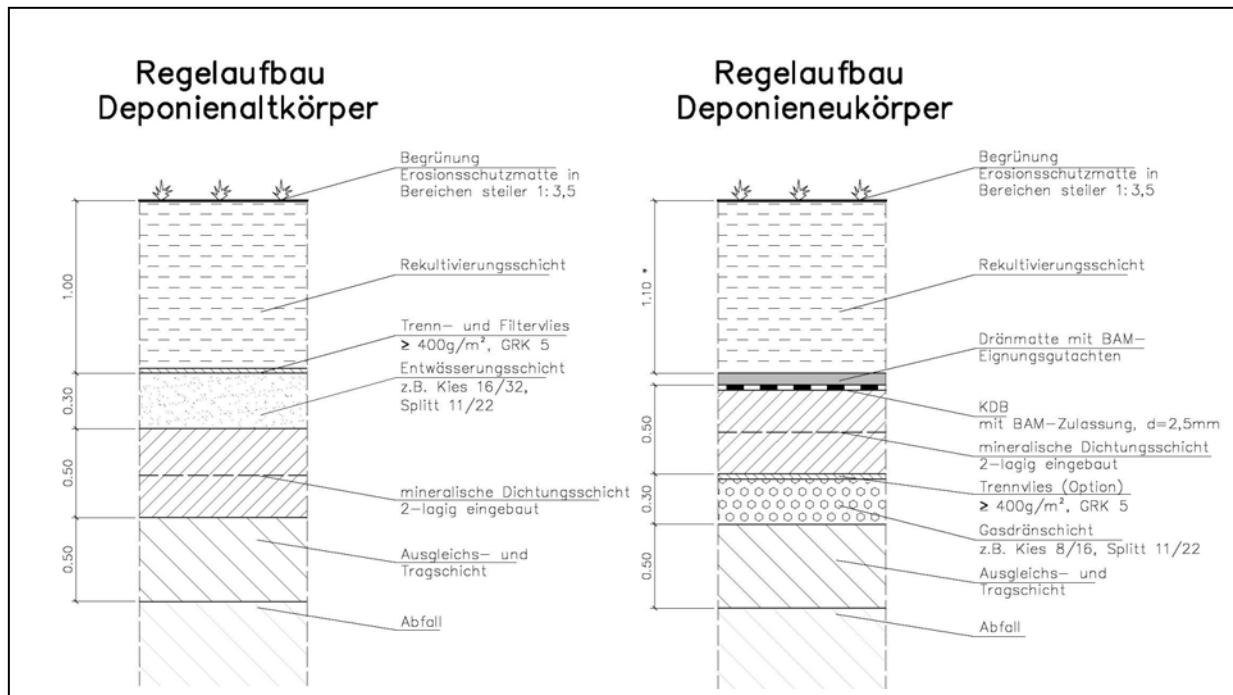 Regelaufbau
Deponienaltkörper
Begrünung
Erosionsschutzmatte in
Bereichen steiler 1:3,5
Rekultivierungsschicht
Trenn- und Filtervlies
≥ 400g/m², GRK 5
Entwässerungsschicht
z.B. Kies 16/32,
Splitt 11/22
mineralische Dichtungsschicht
2-lagig eingebaut
Ausgleichs- und
Tragschicht
Abfall
1.00
0.30
0.50
0.50
Regelaufbau
Deponieneukörper
Begrünung
Erosionsschutzmatte in
Bereichen steiler 1:3,5
Rekultivierungsschicht
Dränmatte mit BAM-
Eignungsgutachten
KDB
mit BAM-Zulassung, d=2,5mm
mineralische Dichtungsschicht
2-lagig eingebaut
Trennvlies (Option)
≥ 400g/m², GRK 5
Gasdränschicht
z.B. Kies 8/16, Splitt 11/22
Ausgleichs- und
Tragschicht
Abfall
1.10 *
0.50
0.30
0.50